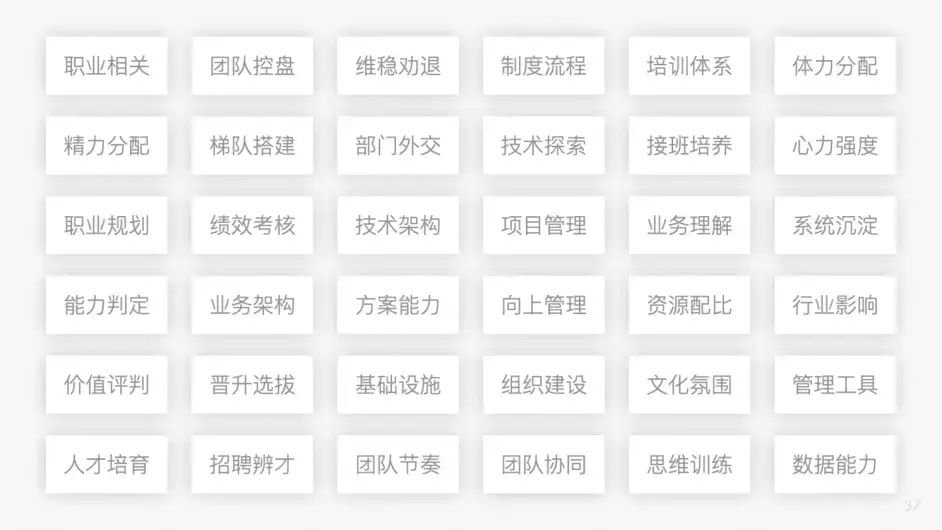 职业相关 团队控盘 维稳劝退 制度流程 培训体系 体力分配
精力分配 梯队搭建 部门外交 技术探索 接班培养 心力强度
职业规划 绩效考核 技术架构 项目管理 业务理解 系统沉淀
能力判定 业务架构 方案能力 向上管理 资源配比 行业影响
价值评判 晋升选拔 基础设施 组织建设 文化氛围 管理工具
人才培育 招聘辨才 团队节奏 团队协同 思维训练 数据能力
37